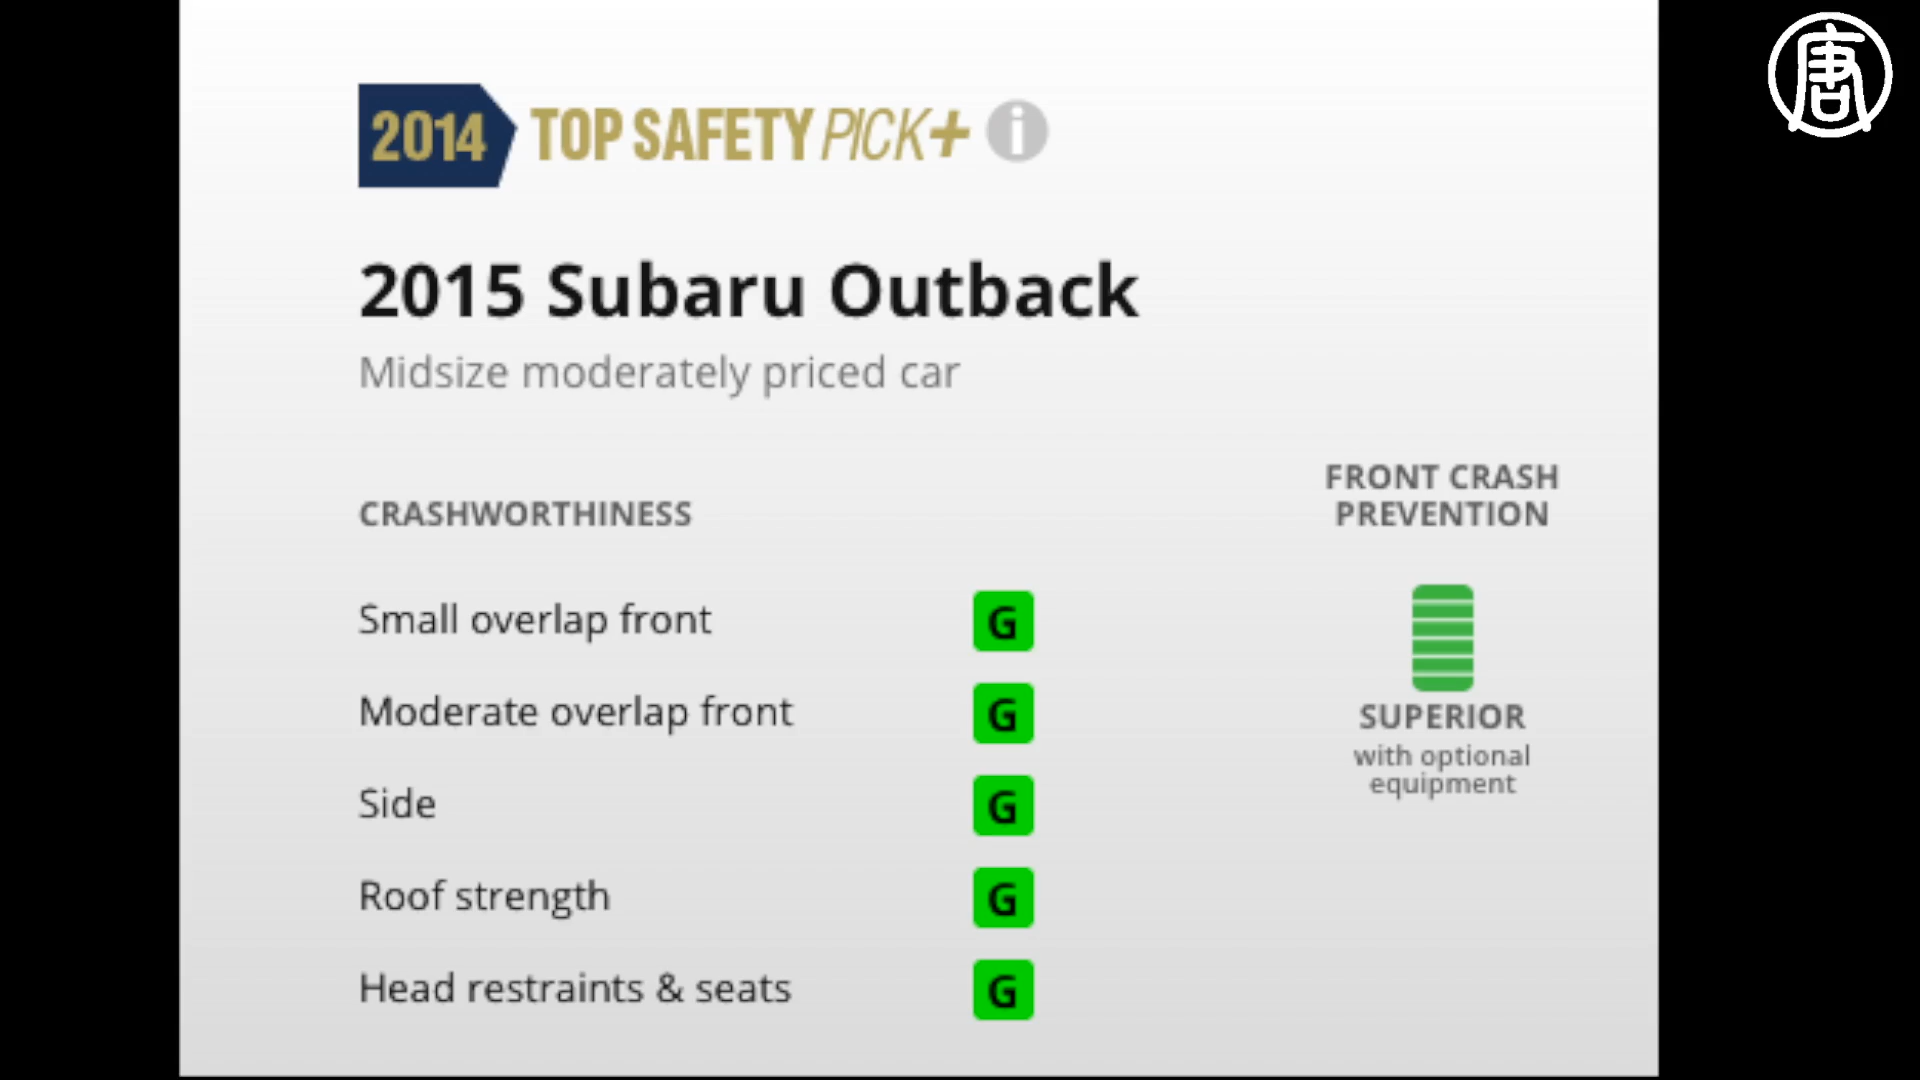 唐
2014 TOP SAFETY PICK+ i
2015 Subaru Outback
Midsize moderately priced car
CRASHWORTHINESS
Small overlap front G
Moderate overlap front G
Side G
Roof strength G
Head restraints & seats G
FRONT CRASH
PREVENTION
SUPERIOR
with optional
equipment